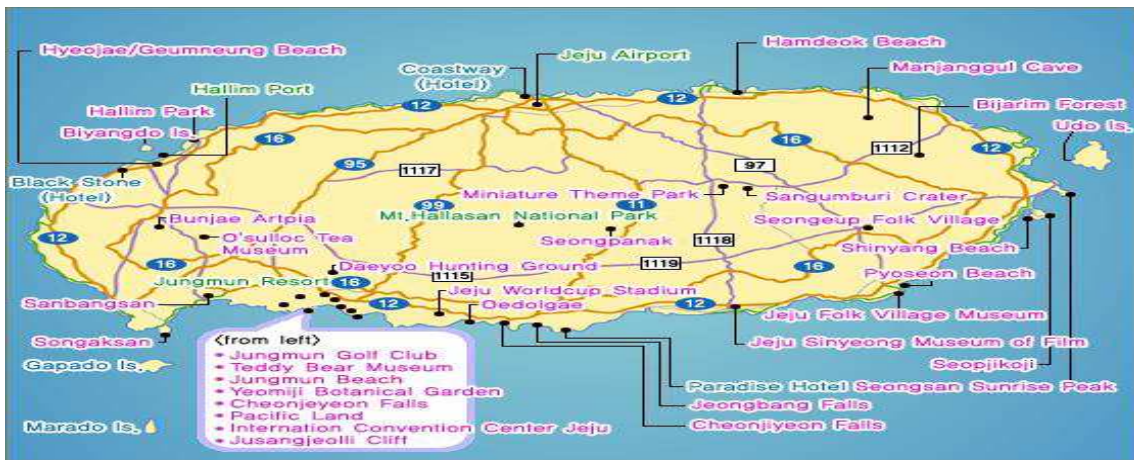 Hyeojae/Geumneung Beach
Hallim Port
Hallim Park
Biyangdo Is.
Coastway
(Hotel)
Jeju Airport
Hamdeok Beach
Manjanggul Cave
Bijarim Forest
Udo Is.
12
12
16
16
12
95
1117
97
1112
Black Stone
(Hotel)
Miniature Theme Park
Sangumburi Crater
99
11
Mt.Hallasan National Park
Seongeup Folk Village
Bunjae Artpia
O'sulloc Tea
Museum
Seongpanak
1118
Shinyang Beach
12
16
Daeyoo Hunting Ground
1119
16
Pyoseon Beach
Jungmun Resort
1115
16
Jeju Worldcup Stadium
Sanbangsan
12
Oedolgae
12
Jeju Folk Village Museum
Songaksan
Jeju Sinyeong Museum of Film
Gapado Is.
Seopjikoji
<from left>
• Jungmun Golf Club
• Teddy Bear Museum
• Jungmun Beach
• Yeomiji Botanical Garden
• Cheonjeyeon Falls
• Pacific Land
• Internation Convention Center Jeju
• Jusangjeolli Cliff
Paradise Hotel
Seongsan Sunrise Peak
Jeongbang Falls
Cheonjiyeon Falls
Marado Is.